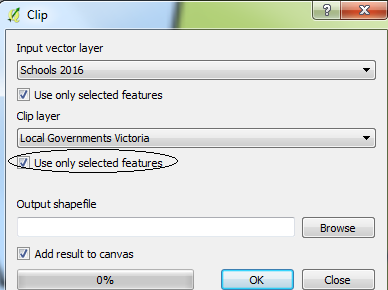 Clip
?
Input vector layer
Schools 2016
Use only selected features
Clip layer
Local Governments Victoria
Use only selected features
Output shapefile
Browse
Add result to canvas
0%
OK
Close